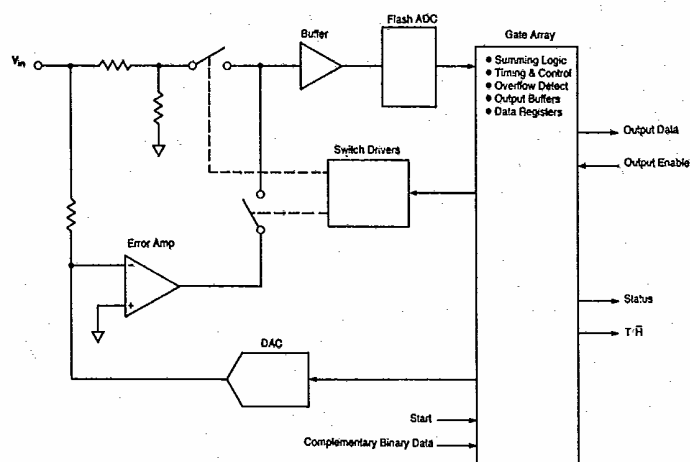 Flash ADC
Buffer
Gate Array
Vin
• Summing Logic
• Timing & Control
• Overflow Detect
• Output Buffers
• Data Registers
Output Data
Switch Drivers
Output Enable
Error Amp
−
+
Status
T/H̅
DAC
Start
Complementary Binary Data